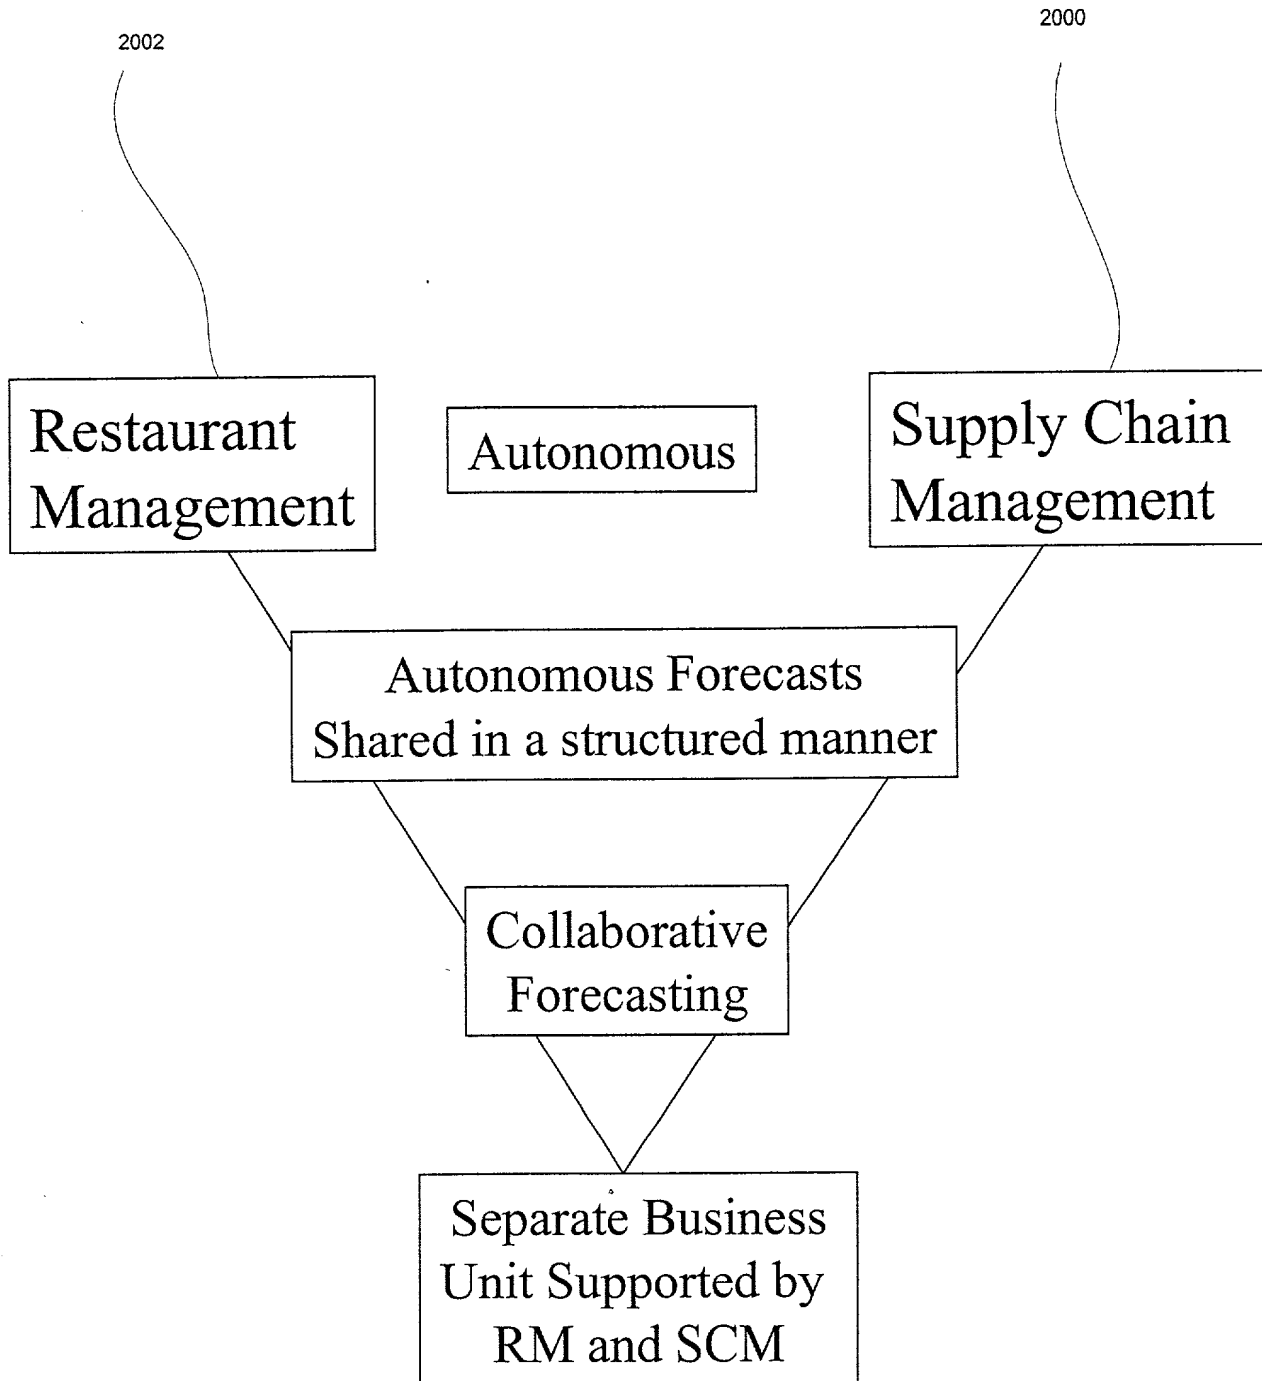 2002
2000
Restaurant
Management
Autonomous
Supply Chain
Management
Autonomous Forecasts
Shared in a structured manner
Collaborative
Forecasting
Separate Business
Unit Supported by
RM and SCM